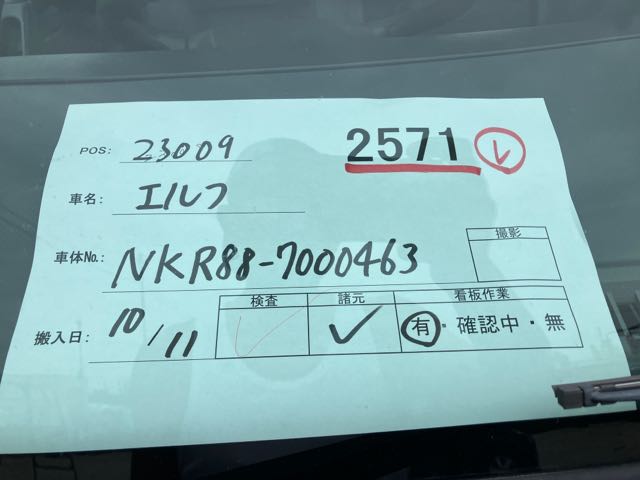 POS: 23009
2571 レ
車名: エルフ
車体No.: NKR88-7000463
撮影
搬入日: 10/11
検査 諸元 看板作業
✓ ✓ 有・確認中・無